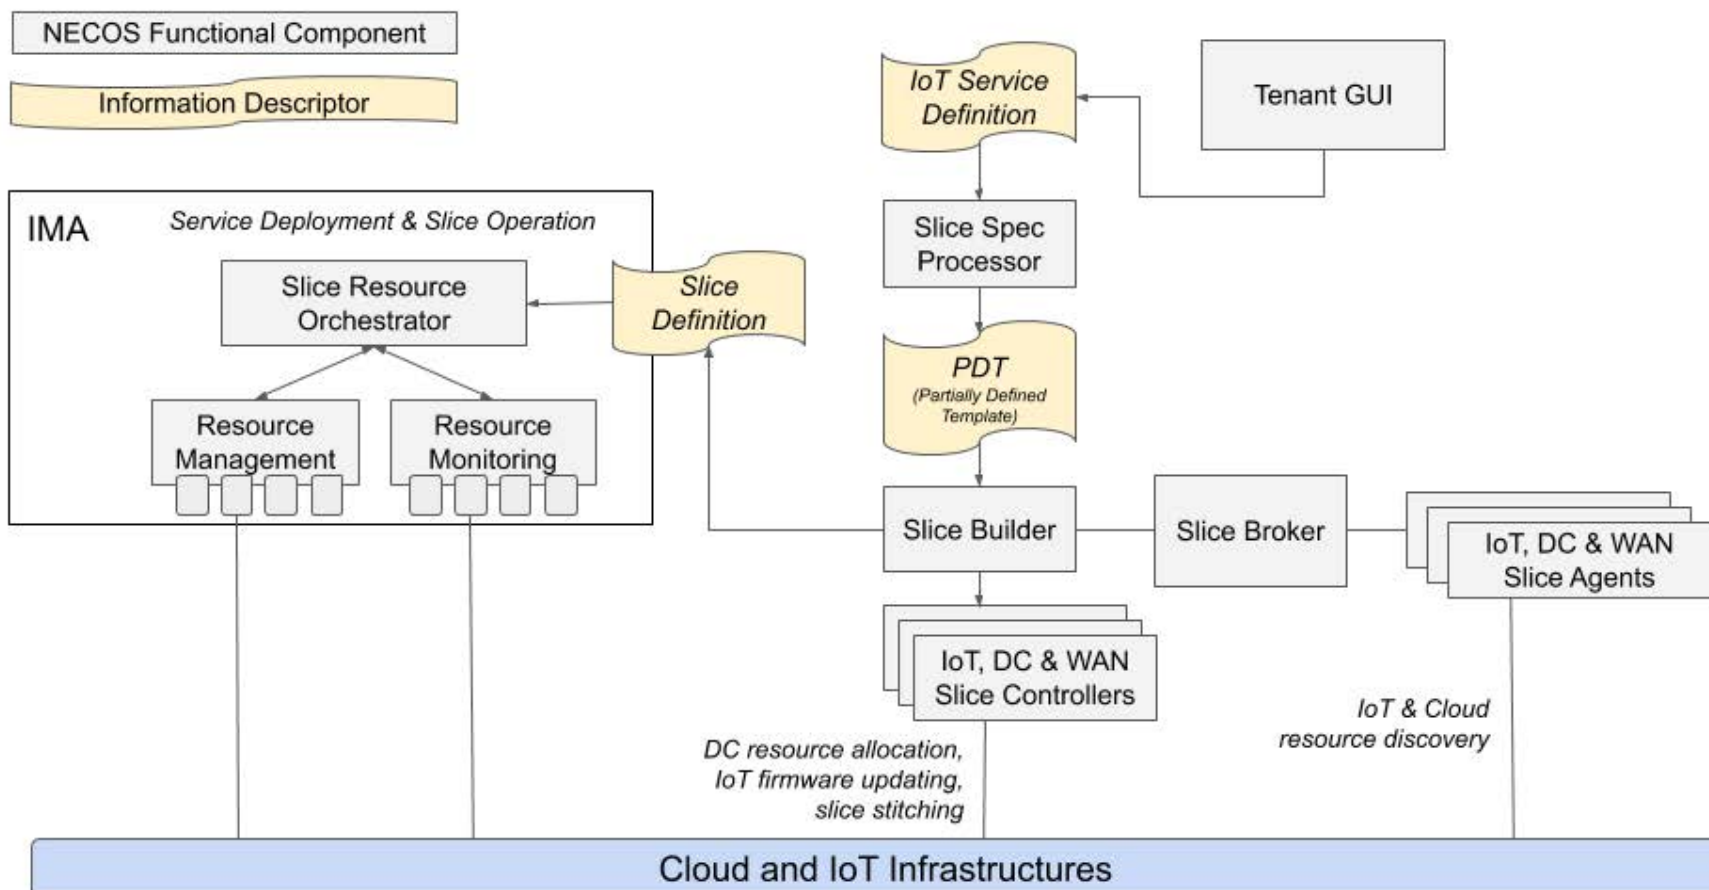 NECOS Functional Component
Information Descriptor
IoT Service
Definition
Tenant GUI
IMA
Service Deployment & Slice Operation
Slice Resource
Orchestrator
Slice
Definition
Slice Spec
Processor
PDT
(Partially Defined
Template)
Resource
Management
Resource
Monitoring
Slice Builder
Slice Broker
IoT, DC & WAN
Slice Agents
IoT, DC & WAN
Slice Controllers
DC resource allocation,
IoT firmware updating,
slice stitching
IoT & Cloud
resource discovery
Cloud and IoT Infrastructures